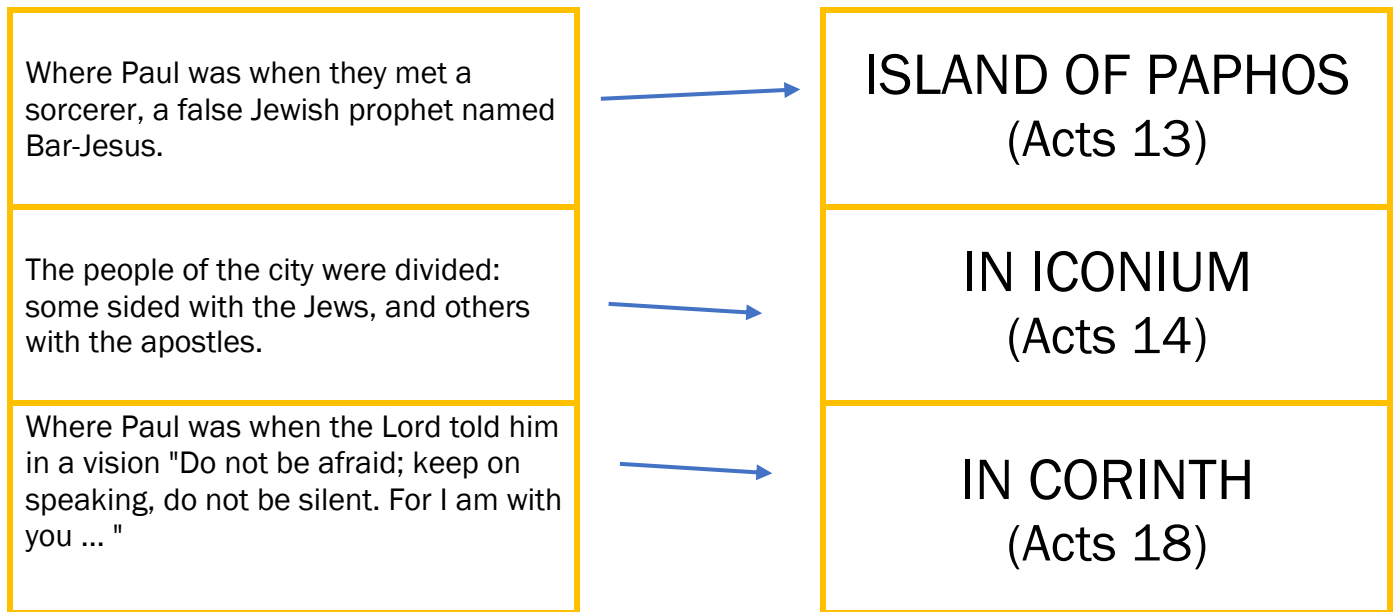 Where Paul was when they met a
sorcerer, a false Jewish prophet named
Bar-Jesus.
ISLAND OF PAPHOS
(Acts 13)
The people of the city were divided:
some sided with the Jews, and others
with the apostles.
IN ICONIUM
(Acts 14)
Where Paul was when the Lord told him
in a vision "Do not be afraid; keep on
speaking, do not be silent. For I am with
you ... "
IN CORINTH
(Acts 18)